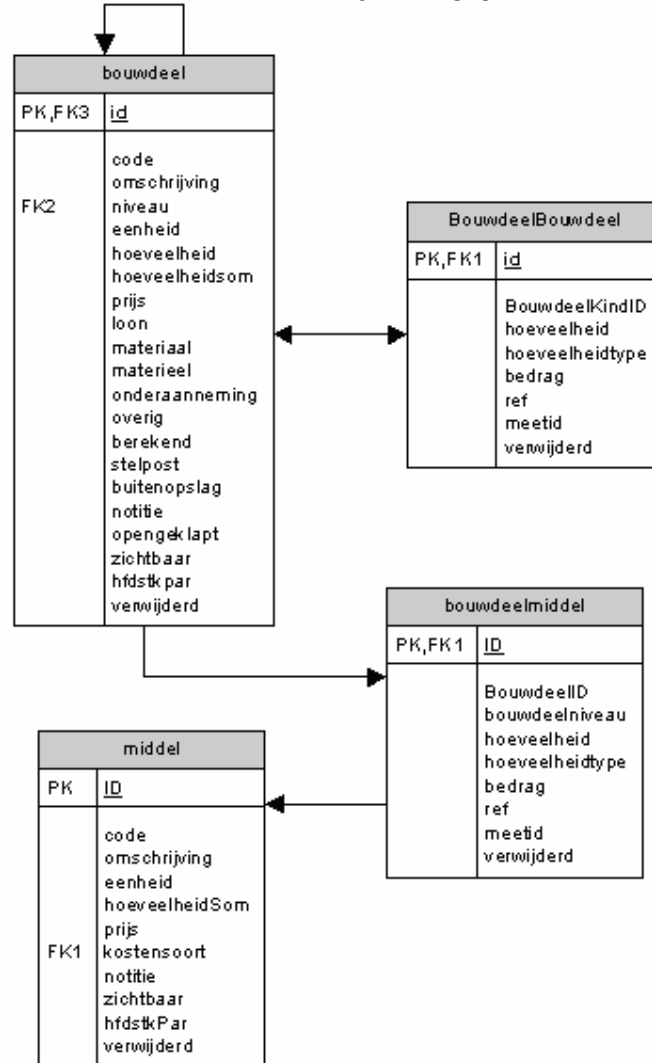 bouwdeel
PK,FK3 id
code
omschrijving
FK2 niveau
eenheid
hoeveelheid
hoeveelheidsom
prijs
loon
materiaal
materieel
onderaanneming
overig
berekend
stelpost
buitenopslag
notitie
opengeklapt
zichtbaar
hfdstkpar
verwijderd
BouwdeelBouwdeel
PK,FK1 id
BouwdeelKindID
hoeveelheid
hoeveelheidtype
bedrag
ref
meetid
verwijderd
bouwdeelmiddel
PK,FK1 ID
BouwdeelID
bouwdeelniveau
hoeveelheid
hoeveelheidtype
bedrag
ref
meetid
verwijderd
middel
PK ID
code
omschrijving
eenheid
hoeveelheidSom
prijs
FK1 kostensoort
notitie
zichtbaar
hfdstkPar
verwijderd